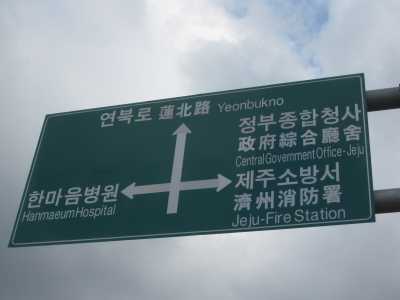 연북로 蓮北路 Yeonbukno
정부종합청사
政府綜合廳舍
Central Government Office-Jeju
한마음병원
Hanmaeum Hospital
제주소방서
濟州消防署
Jeju-Fire Station